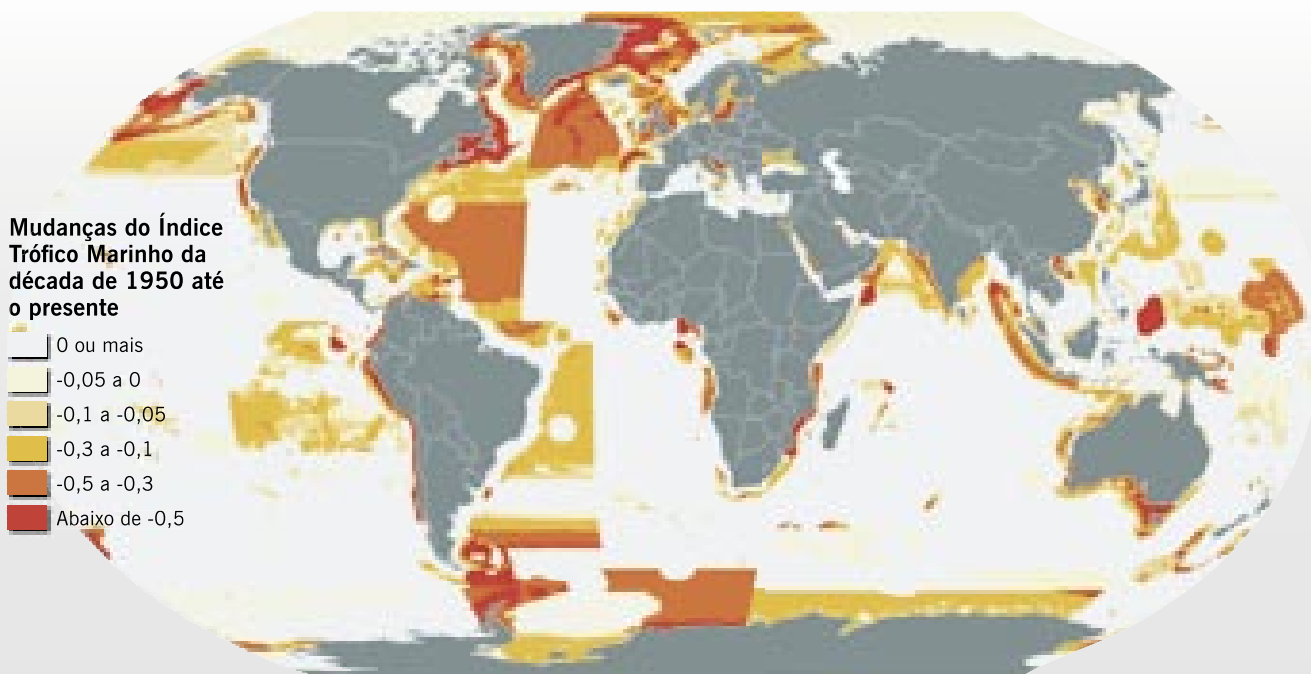 Mudanças do Índice
Trófico Marinho da
década de 1950 até
o presente
0 ou mais
-0,05 a 0
-0,1 a -0,05
-0,3 a -0,1
-0,5 a -0,3
Abaixo de -0,5